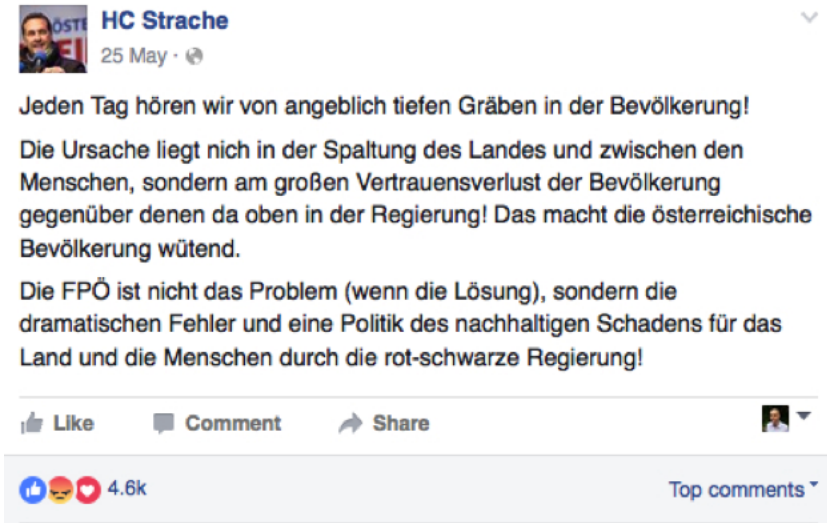 HC Strache
25 May
Jeden Tag hören wir von angeblich tiefen Gräben in der Bevölkerung!
Die Ursache liegt nich in der Spaltung des Landes und zwischen den
Menschen, sondern am großen Vertrauensverlust der Bevölkerung
gegenüber denen da oben in der Regierung! Das macht die österreichische
Bevölkerung wütend.
Die FPÖ ist nicht das Problem (wenn die Lösung), sondern die
dramatischen Fehler und eine Politik des nachhaltigen Schadens für das
Land und die Menschen durch die rot-schwarze Regierung!
Like Comment Share
4.6k Top comments